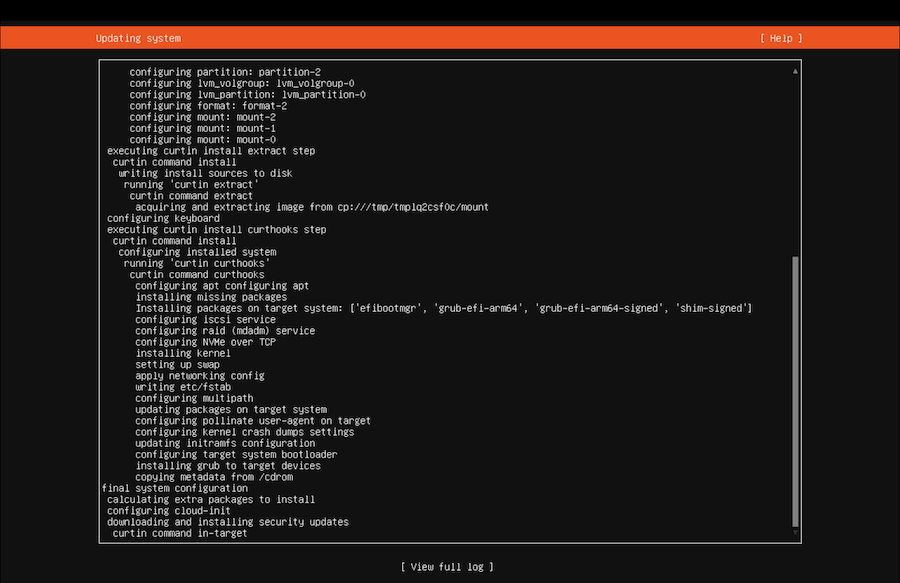 Updating system
[ Help ]
configuring partition: partition-2
configuring lvm_volgroup: lvm_volgroup-0
configuring lvm_partition: lvm_partition-0
configuring format: format-2
configuring mount: mount-2
configuring mount: mount-1
configuring mount: mount-0
executing curtin install extract step
curtin command install
writing install sources to disk
running 'curtin extract'
curtin command extract
acquiring and extracting image from cp:///tmp/tmplq2csf0c/mount
configuring keyboard
executing curtin install curthooks step
curtin command install
configuring installed system
running 'curtin curthooks'
curtin command curthooks
configuring apt configuring apt
installing missing packages
Installing packages on target system: ['efibootmgr', 'grub-efi-arm64', 'grub-efi-arm64-signed', 'shim-signed']
configuring iscsi service
configuring raid (mdadm) service
configuring NVMe over TCP
installing kernel
setting up swap
apply networking config
writing etc/fstab
configuring multipath
updating packages on target system
configuring pollinate user-agent on target
configuring kernel crash dumps settings
updating initramfs configuration
configuring target system bootloader
installing grub to target devices
copying metadata from /cdrom
final system configuration
calculating extra packages to install
configuring cloud-init
downloading and installing security updates
curtin command in-target
[ View full log ]